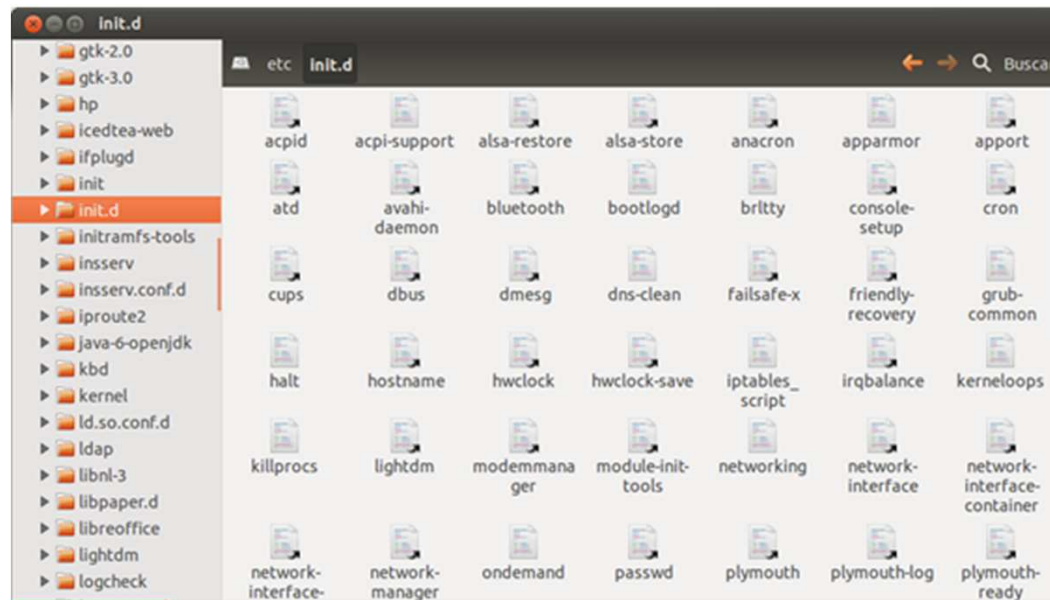 init.d
gtk-2.0
gtk-3.0
hp
icedtea-web
ifplugd
init
init.d
initramfs-tools
insserv
insserv.conf.d
iproute2
java-6-openjdk
kbd
kernel
ld.so.conf.d
ldap
libnl-3
libpaper.d
libreoffice
lightdm
logcheck
etc init.d Busca
acpid acpi-support alsa-restore alsa-store anacron apparmor apport
atd avahi- bluetooth bootlogd brltty console- cron
daemon setup
cups dbus dmesg dns-clean failsafe-x friendly- grub-
recovery common
halt hostname hwclock hwclock-save iptables_ irqbalance kerneloops
script
killprocs lightdm modemmana module-init- networking network- network-
ger tools interface interface-
container
network- network- ondemand passwd plymouth plymouth-log plymouth-
interface- manager ready